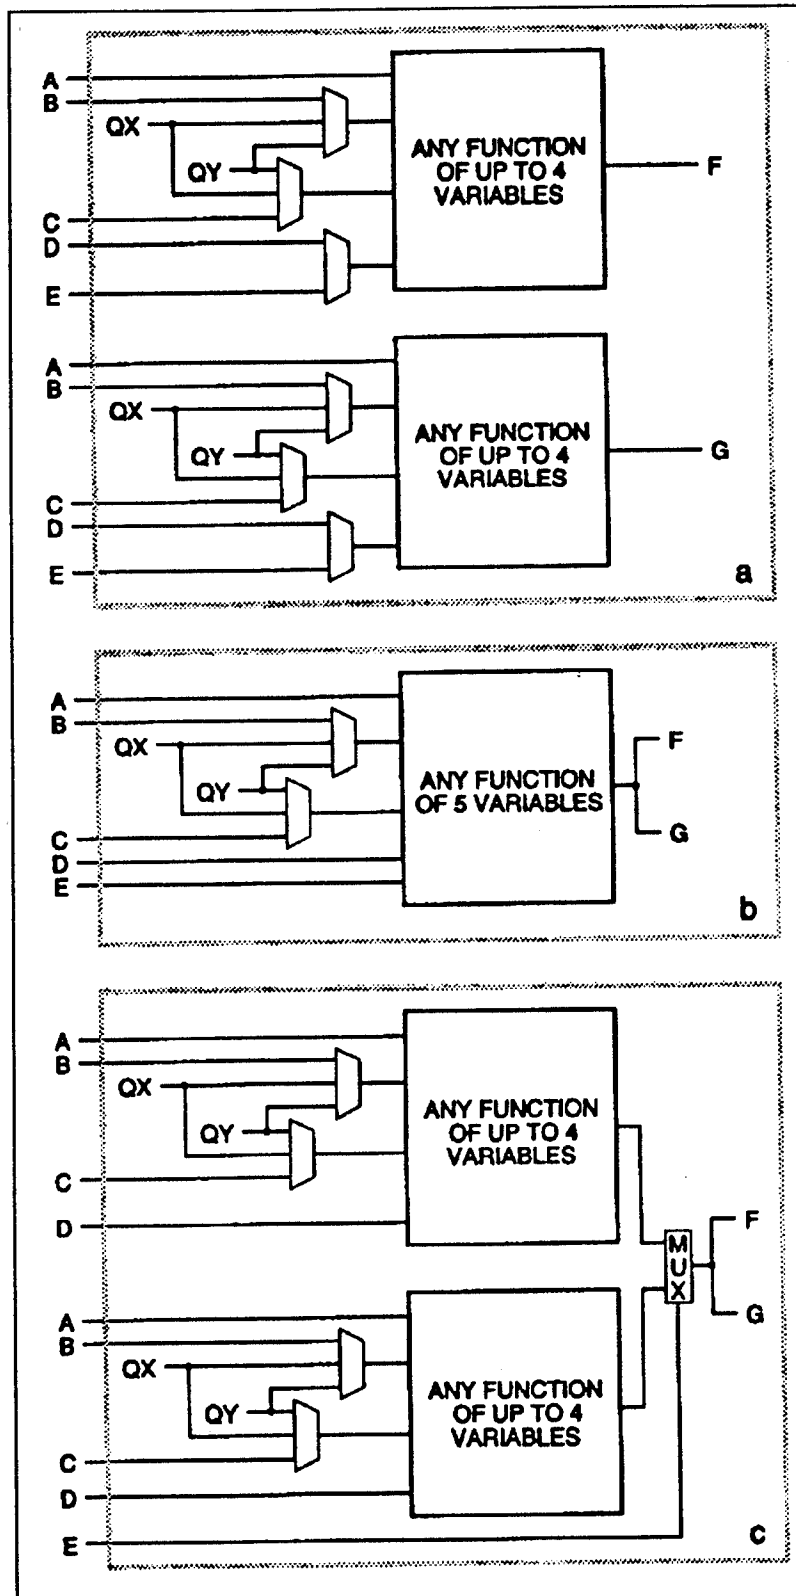 A
B
QX
QY
C
D
E
ANY FUNCTION
OF UP TO 4
VARIABLES
F
A
B
QX
QY
C
D
E
ANY FUNCTION
OF UP TO 4
VARIABLES
G
a
A
B
QX
QY
C
D
E
ANY FUNCTION
OF 5 VARIABLES
F
G
b
A
B
QX
QY
C
D
ANY FUNCTION
OF UP TO 4
VARIABLES
MUX
F
G
A
B
QX
QY
C
D
E
ANY FUNCTION
OF UP TO 4
VARIABLES
c